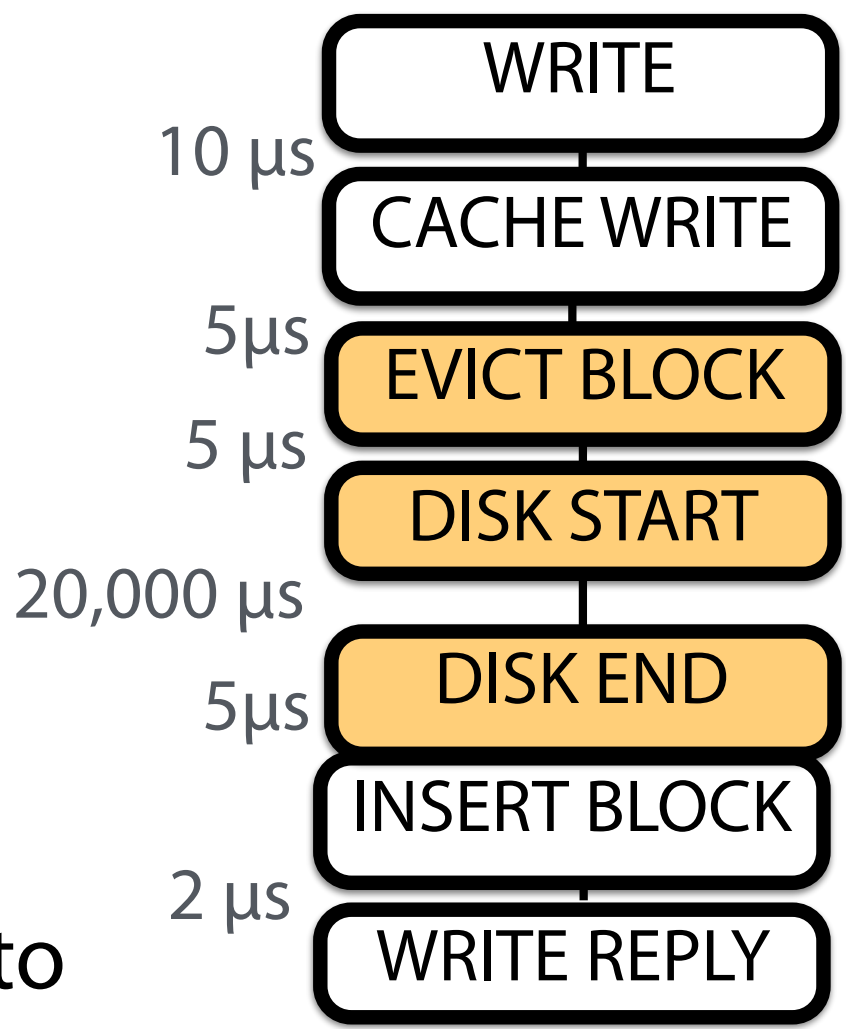 WRITE
10 μs
CACHE WRITE
5μs
EVICT BLOCK
5 μs
DISK START
20,000 μs
DISK END
5μs
INSERT BLOCK
2 μs
to
WRITE REPLY